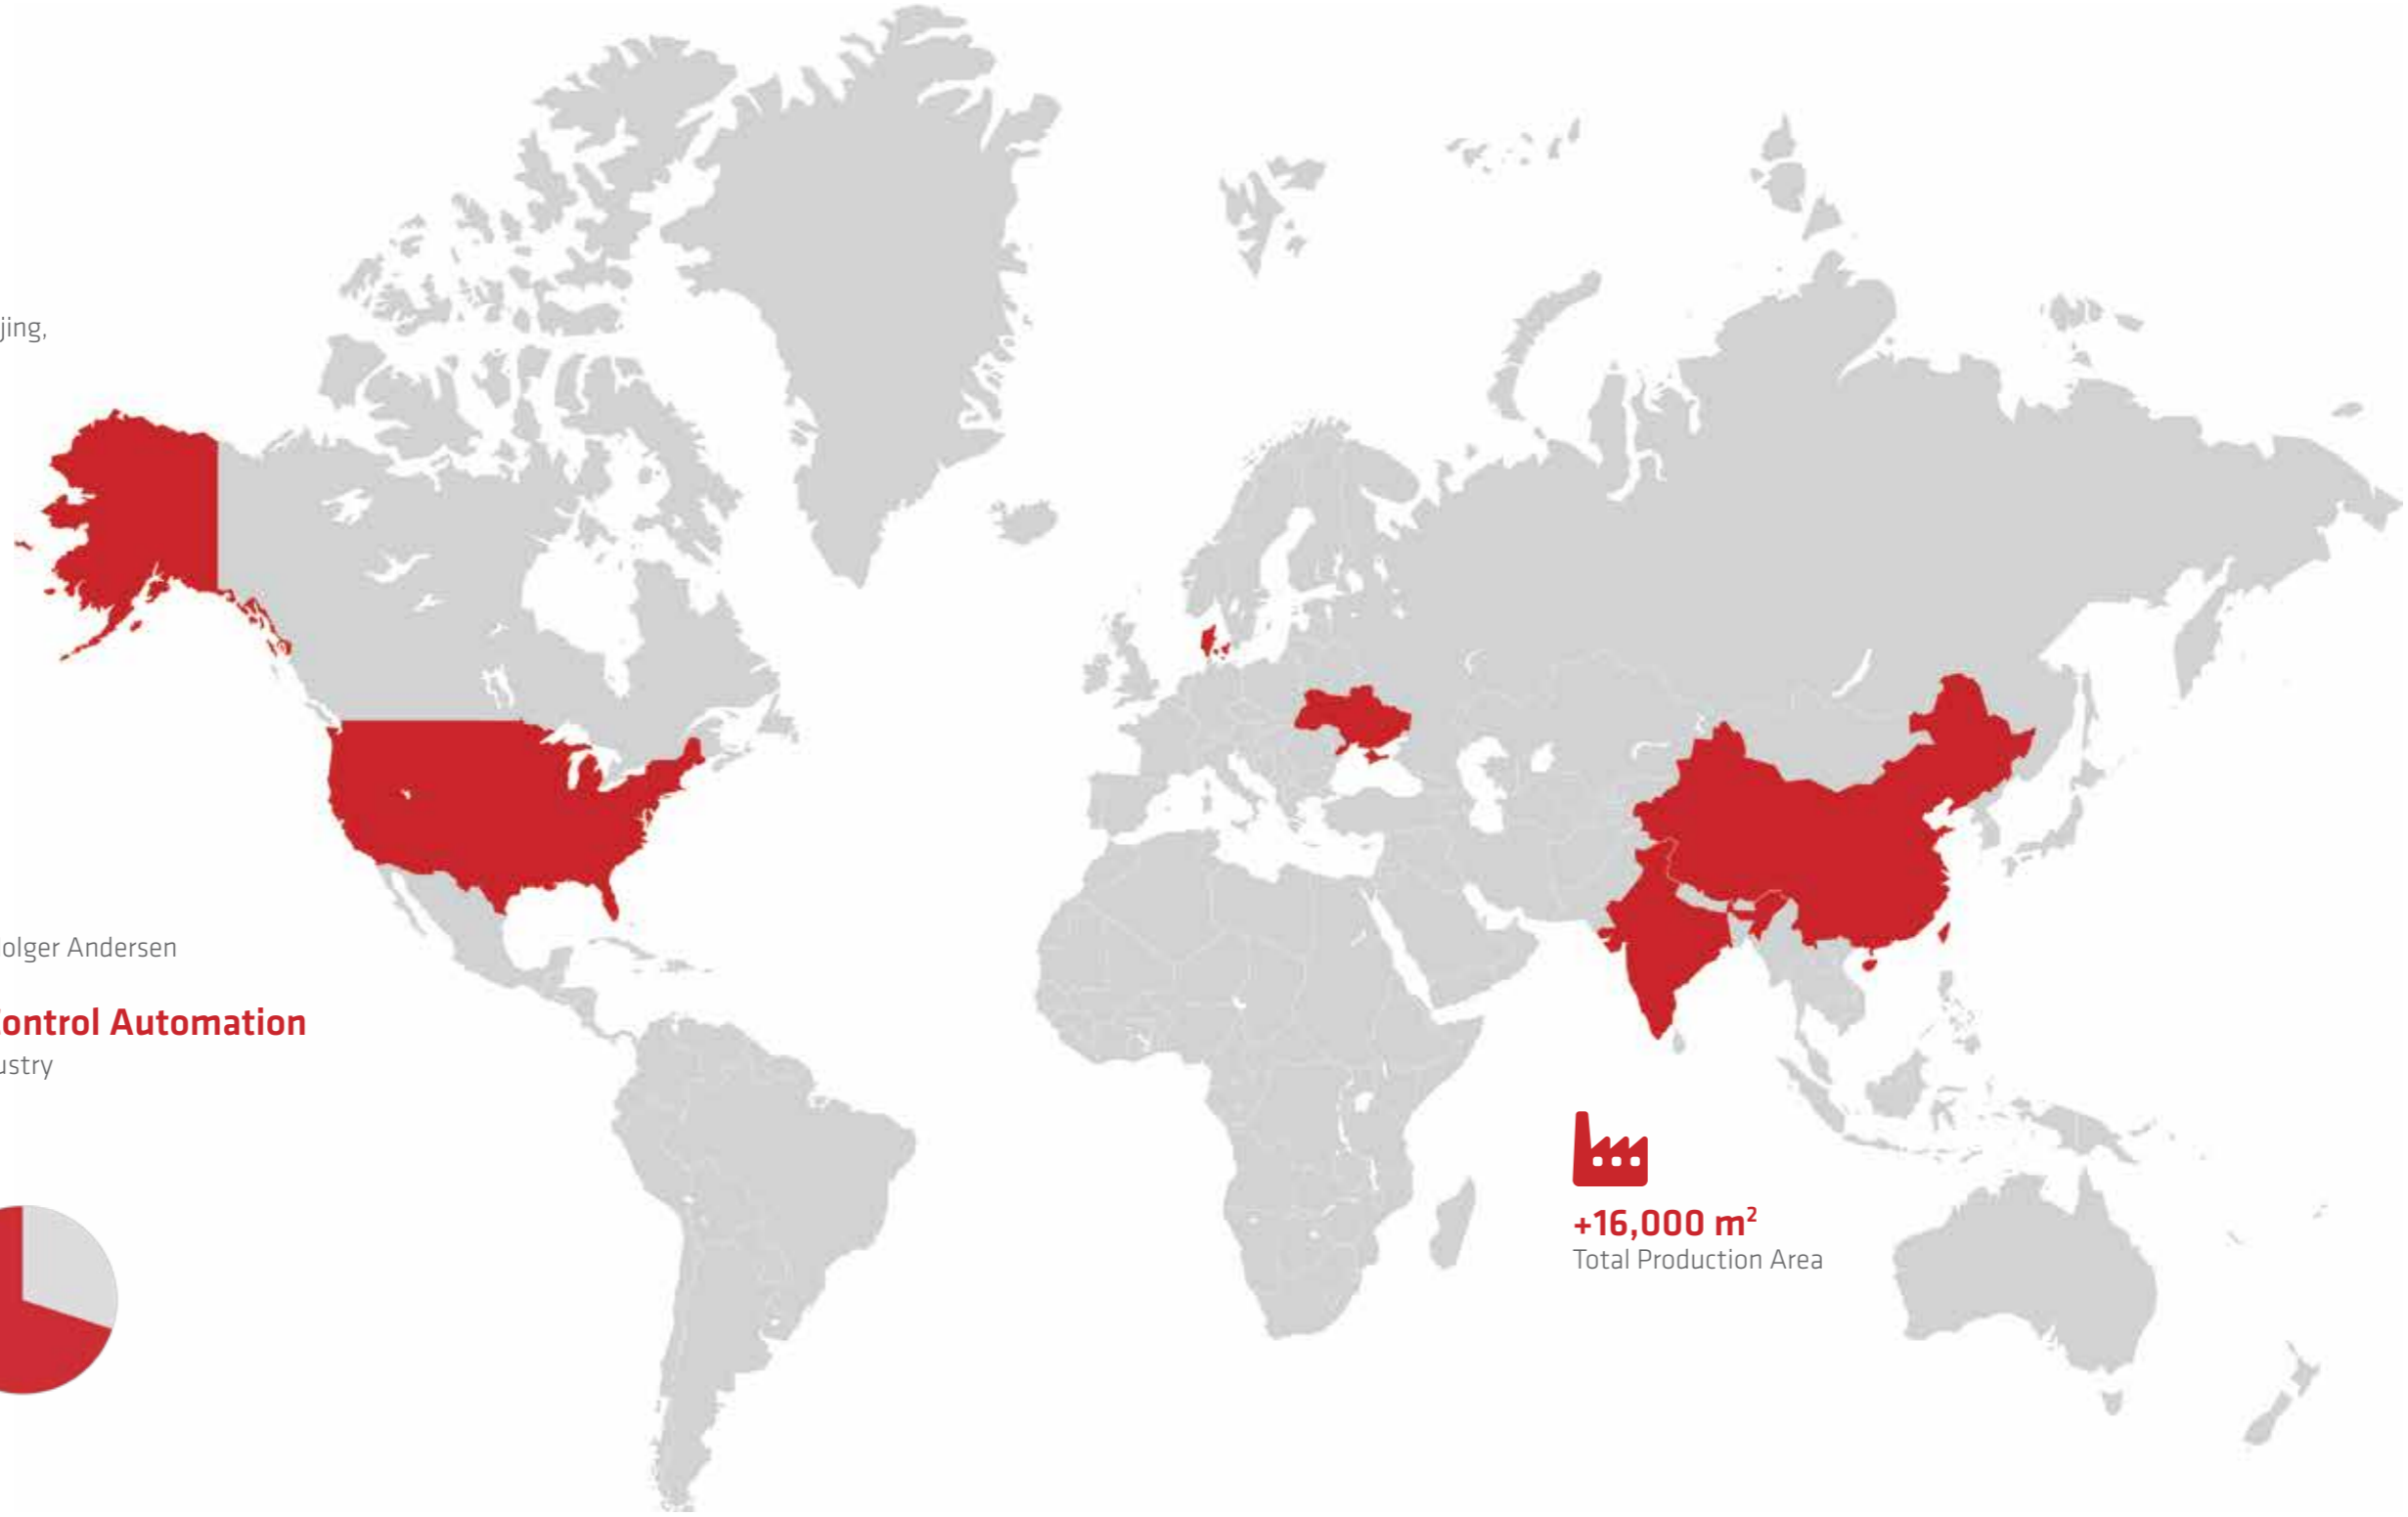 jing,
olger Andersen
ontrol Automation
ustry
+16,000 m²
Total Production Area